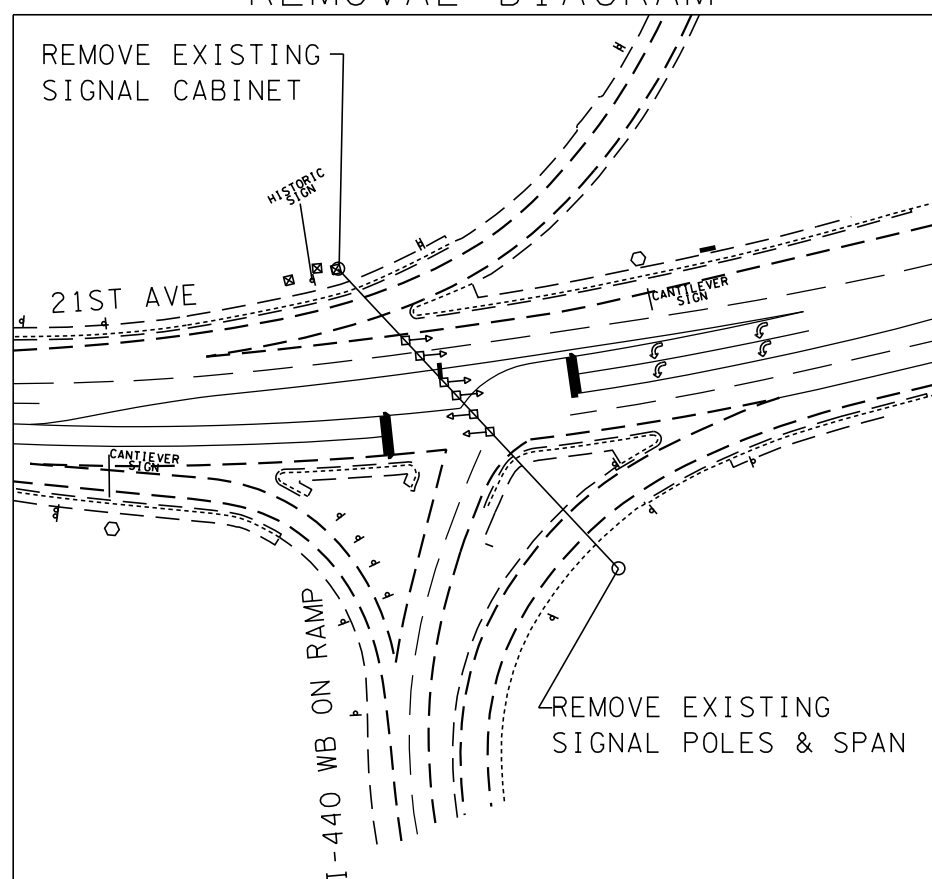 REMOVAL DIAGRAM
REMOVE EXISTING
SIGNAL CABINET
HISTORIC
SIGN
21ST AVE
CANTILEVER
SIGN
CANTIEVER
SIGN
I-440 WB ON RAMP
REMOVE EXISTING
SIGNAL POLES & SPAN